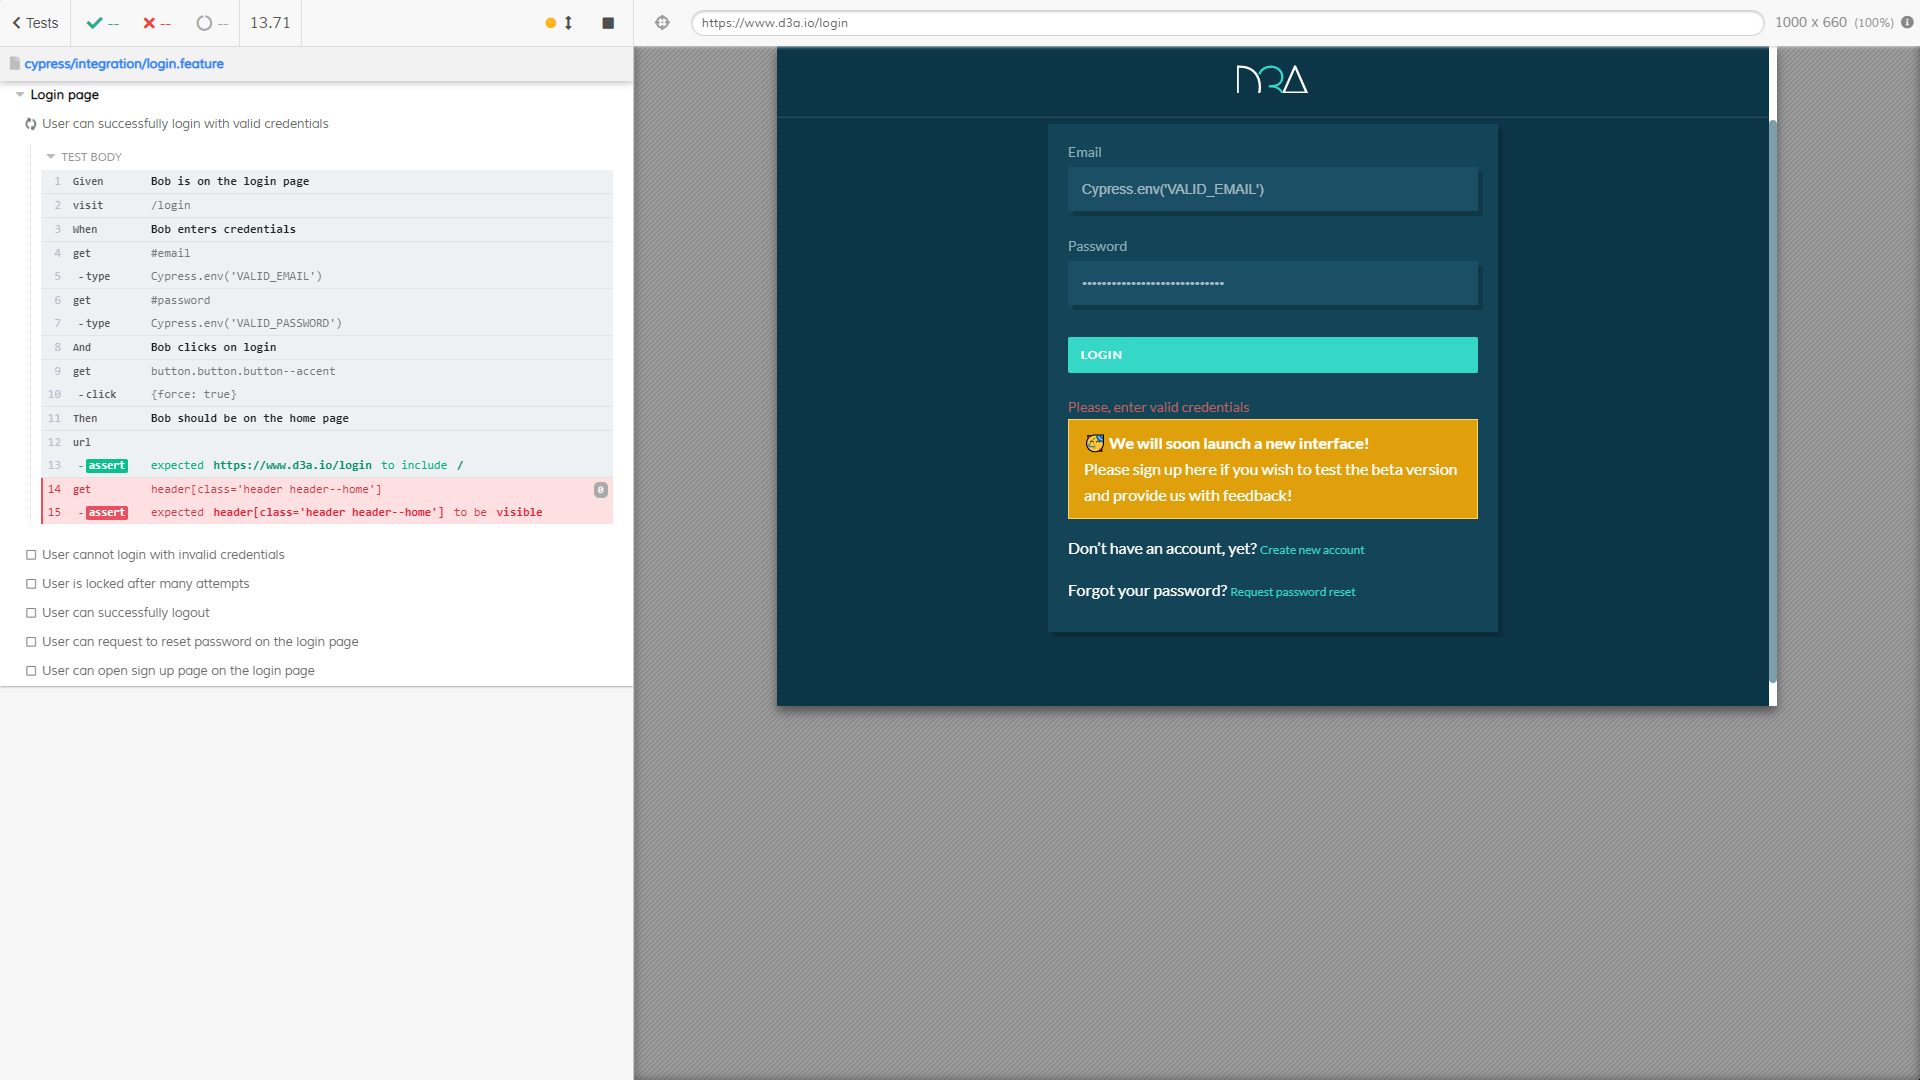 Tests
--
--
--
13.71
https://www.d3a.io/login
1000 x 660 (100%)
cypress/integration/login.feature
Login page
User can successfully login with valid credentials
TEST BODY
1 Given Bob is on the login page
2 visit /login
3 When Bob enters credentials
4 get #email
5 -type Cypress.env('VALID_EMAIL')
6 get #password
7 -type Cypress.env('VALID_PASSWORD')
8 And Bob clicks on login
9 get button.button.button--accent
10 -click {force: true}
11 Then Bob should be on the home page
12 url
13 -assert expected https://www.d3a.io/login to include /
14 get header[class='header header--home'] 0
15 -assert expected header[class='header header--home'] to be visible
User cannot login with invalid credentials
User is locked after many attempts
User can successfully logout
User can request to reset password on the login page
User can open sign up page on the login page
D3A
Email
Cypress.env('VALID_EMAIL')
Password
LOGIN
Please, enter valid credentials
We will soon launch a new interface!
Please sign up here if you wish to test the beta version
and provide us with feedback!
Don't have an account, yet? Create new account
Forgot your password? Request password reset